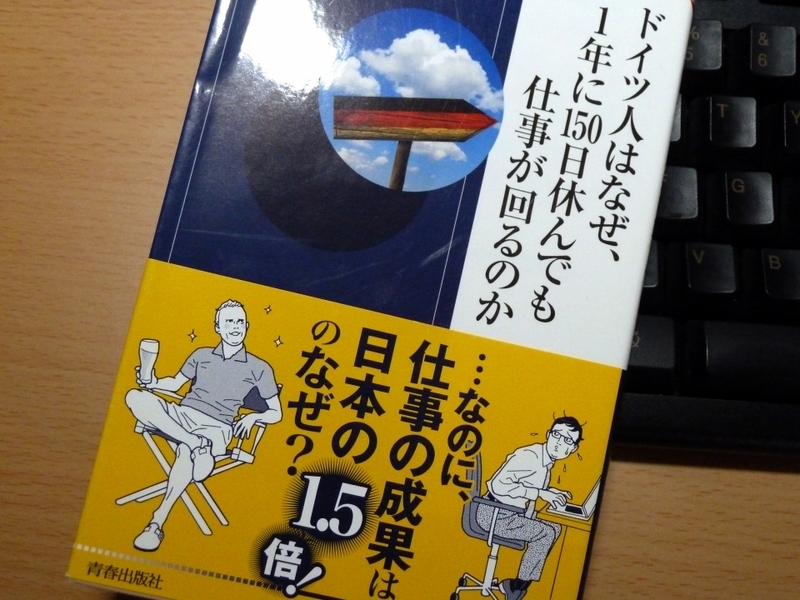 ドイツ人はなぜ、
1年に150日休んでも
仕事が回るのか
…なのに、
仕事の成果は
日本の
1.5
倍!
のなぜ?
青春出版社
%
5
&
6
T
Y
G
V
B